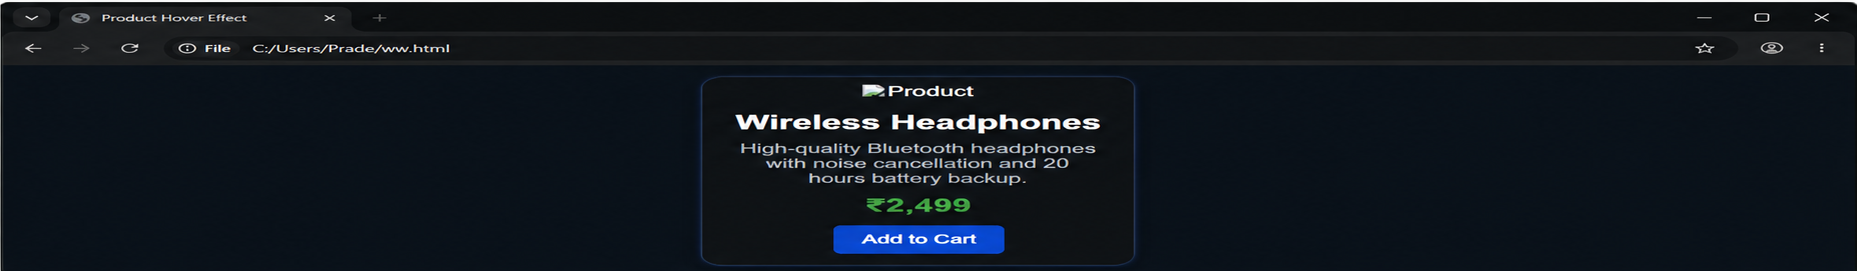 Product Hover Effect
File C:/Users/Prade/ww.html
Product
Wireless Headphones
High-quality Bluetooth headphones
with noise cancellation and 20
hours battery backup.
₹2,499
Add to Cart